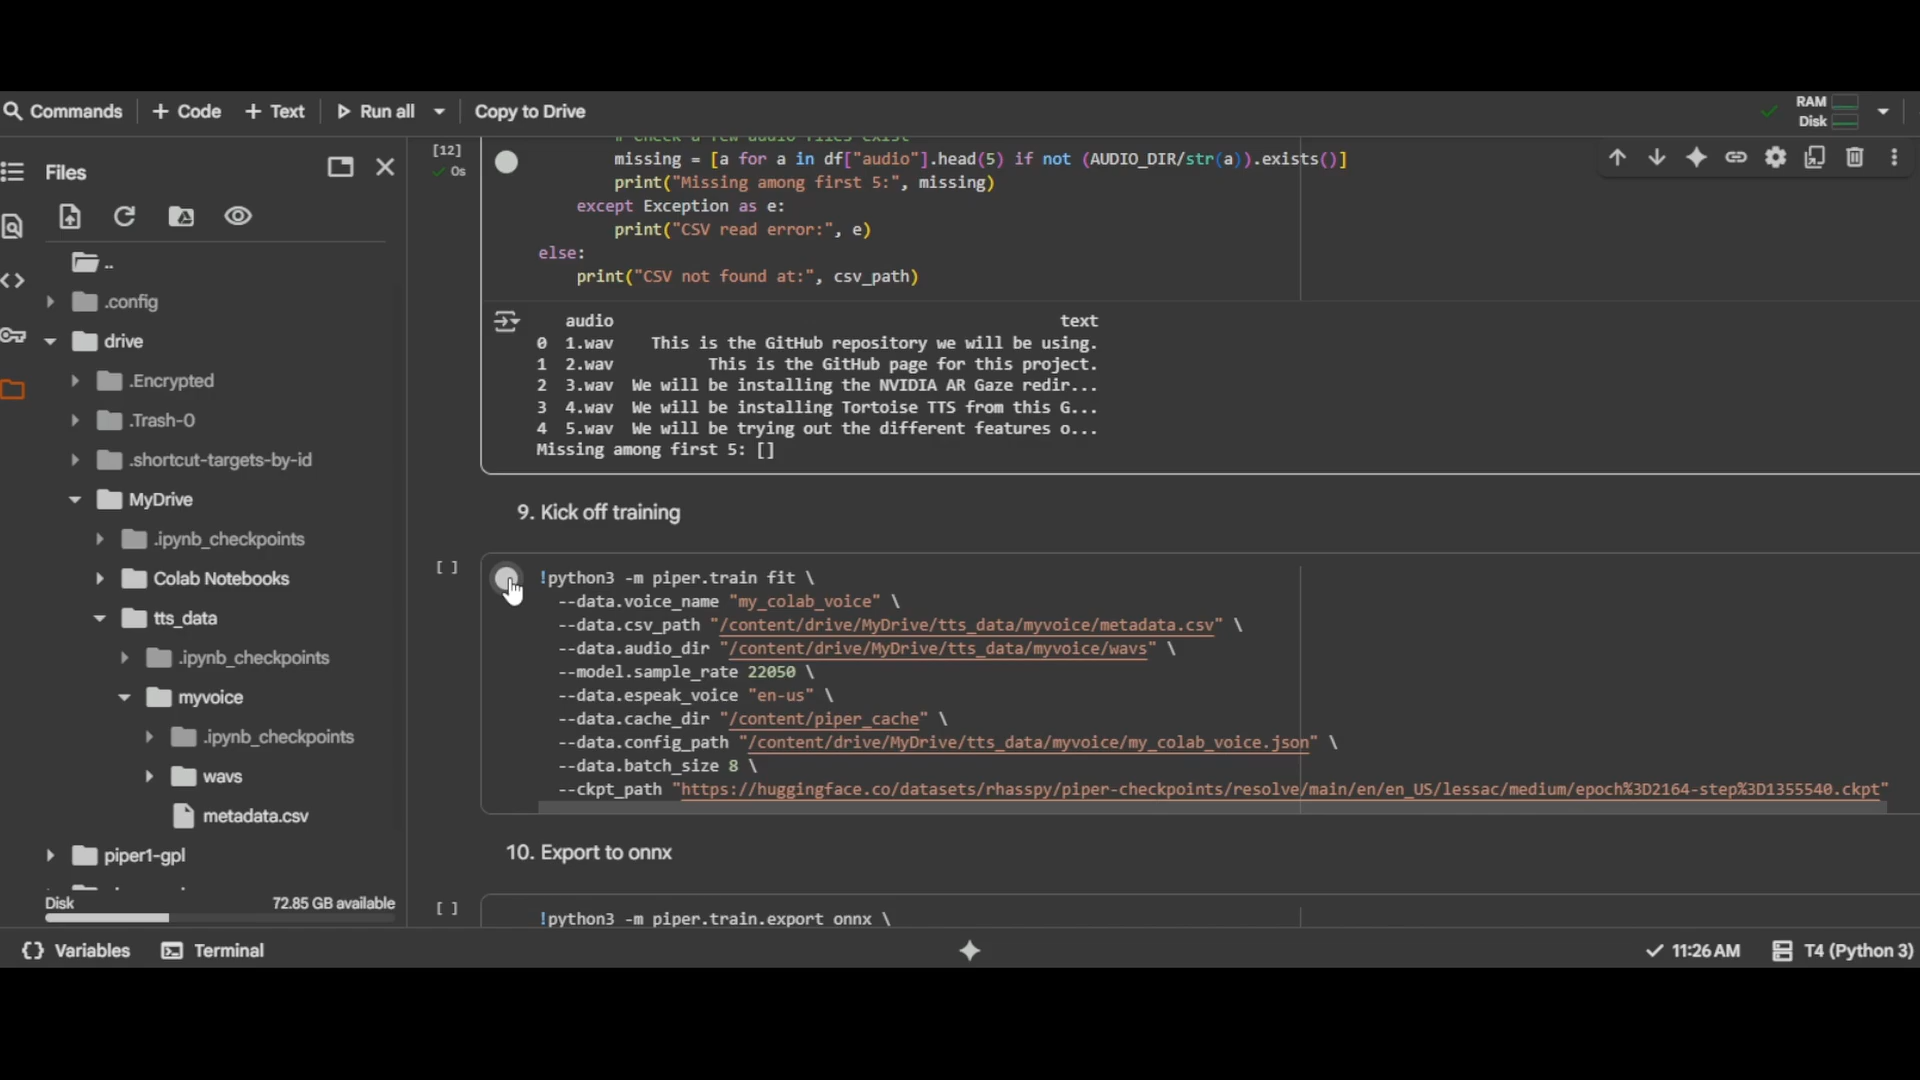 Commands
+ Code
+ Text
Run all
Copy to Drive
RAM
Disk
Files
..
.config
drive
.Encrypted
.Trash-0
.shortcut-targets-by-id
MyDrive
.ipynb_checkpoints
Colab Notebooks
tts_data
.ipynb_checkpoints
myvoice
.ipynb_checkpoints
wavs
metadata.csv
piper1-gpl
Disk
72.85 GB available
[12]
0s
# Check a few audio files exist
missing = [a for a in df["audio"].head(5) if not (AUDIO_DIR/str(a)).exists()]
print("Missing among first 5:", missing)
except Exception as e:
print("CSV read error:", e)
else:
print("CSV not found at:", csv_path)
audio text
0 1.wav This is the GitHub repository we will be using.
1 2.wav This is the GitHub page for this project.
2 3.wav We will be installing the NVIDIA AR Gaze redir...
3 4.wav We will be installing Tortoise TTS from this G...
4 5.wav We will be trying out the different features o...
Missing among first 5: []
9. Kick off training
[ ]
!python3 -m piper.train fit \
--data.voice_name "my_colab_voice" \
--data.csv_path "/content/drive/MyDrive/tts_data/myvoice/metadata.csv" \
--data.audio_dir "/content/drive/MyDrive/tts_data/myvoice/wavs" \
--model.sample_rate 22050 \
--data.espeak_voice "en-us" \
--data.cache_dir "/content/piper_cache" \
--data.config_path "/content/drive/MyDrive/tts_data/myvoice/my_colab_voice.json" \
--data.batch_size 8 \
--ckpt_path "https://huggingface.co/datasets/rhasspy/piper-checkpoints/resolve/main/en/en_US/lessac/medium/epoch%3D2164-step%3D1355540.ckpt"
10. Export to onnx
[ ]
!python3 -m piper.train.export onnx \
{} Variables
Terminal
11:26 AM
T4 (Python 3)